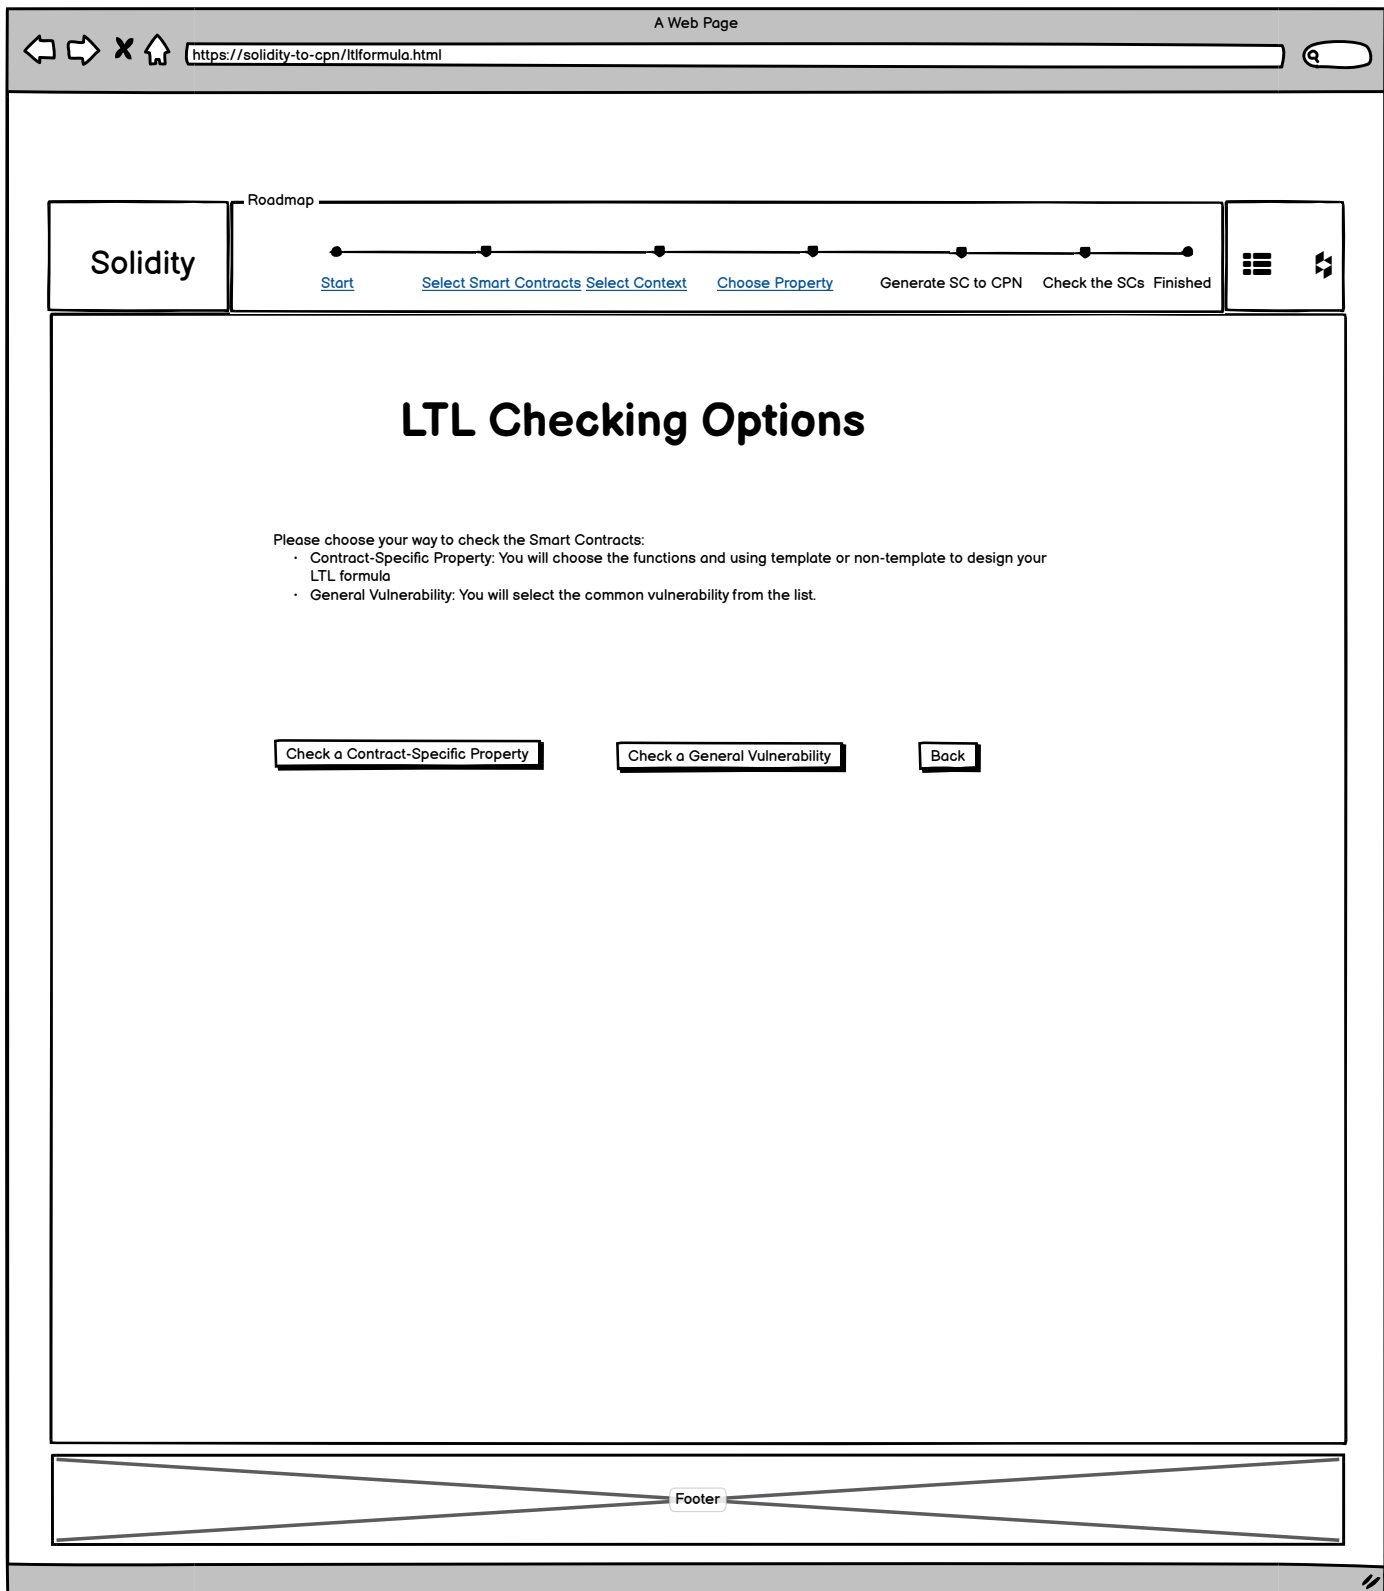 A Web Page
https://solidity-to-cpn/ltlformula.html
Roadmap
Solidity
Start Select Smart Contracts Select Context Choose Property Generate SC to CPN Check the SCs Finished
LTL Checking Options
Please choose your way to check the Smart Contracts:
· Contract-Specific Property: You will choose the functions and using template or non-template to design your
LTL formula
· General Vulnerability: You will select the common vulnerability from the list.
Check a Contract-Specific Property Check a General Vulnerability Back
Footer